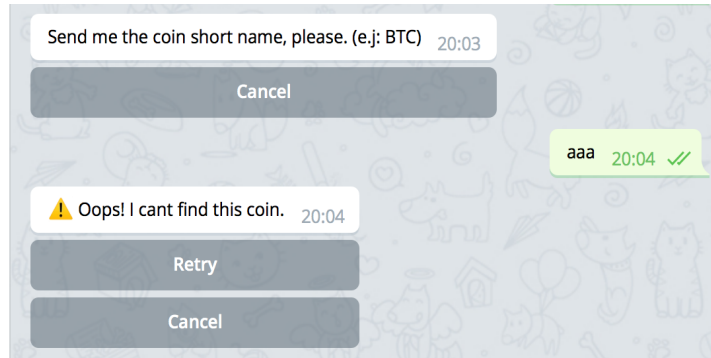 Send me the coin short name, please. (e.j: BTC) 20:03
Cancel
aaa 20:04
⚠️ Oops! I cant find this coin. 20:04
Retry
Cancel